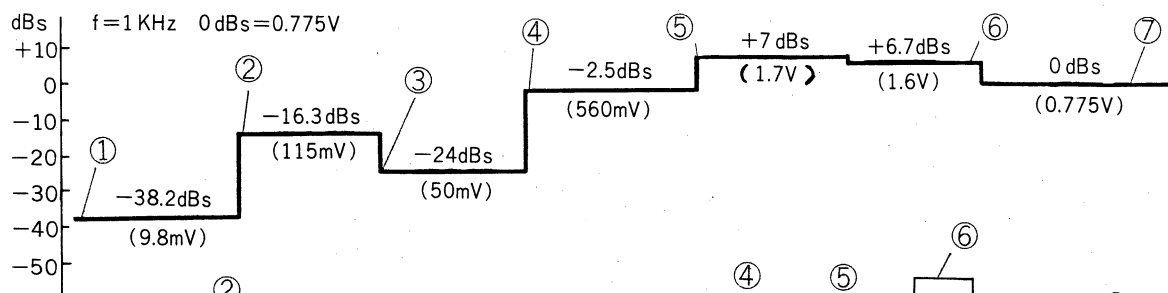 dBs f=1KHz 0dBs=0.775V
+10
0
−10
−20
−30
−40
−50
①
−38.2dBs
(9.8mV)
②
−16.3dBs
(115mV)
③
−24dBs
(50mV)
④
−2.5dBs
(560mV)
⑤
+7dBs
(1.7V)
+6.7dBs
(1.6V)
⑥
0dBs
(0.775V)
⑦
②
④
⑤
⑥